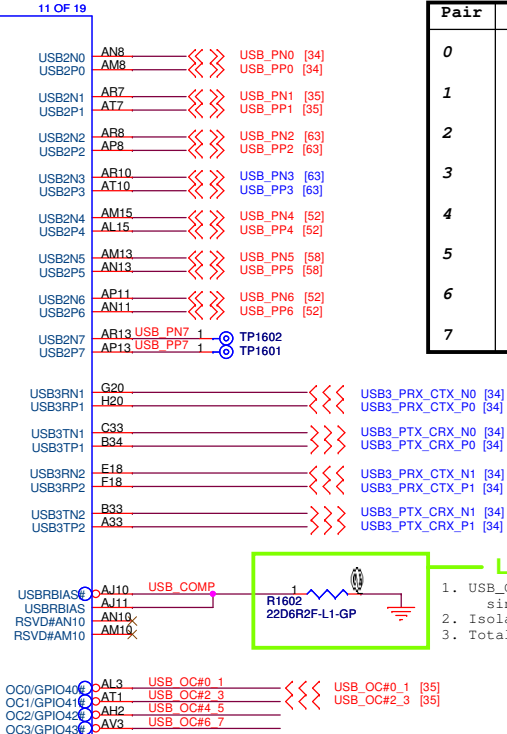 11 OF 19
Pair
USB2N0 AN8 USB_PN0 [34]
USB2P0 AM8 USB_PP0 [34]
0
USB2N1 AR7 USB_PN1 [35]
USB2P1 AT7 USB_PP1 [35]
1
USB2N2 AR8 USB_PN2 [63]
USB2P2 AP8 USB_PP2 [63]
2
USB2N3 AR10 USB_PN3 [63]
USB2P3 AT10 USB_PP3 [63]
3
USB2N4 AM15 USB_PN4 [52]
USB2P4 AL15 USB_PP4 [52]
4
USB2N5 AM13 USB_PN5 [58]
USB2P5 AN13 USB_PP5 [58]
5
USB2N6 AP11 USB_PN6 [52]
USB2P6 AN11 USB_PP6 [52]
6
USB2N7 AR13 USB_PN7 1 TP1602
USB2P7 AP13 USB_PP7 1 TP1601
7
USB3RN1 G20 USB3_PRX_CTX_N0 [34]
USB3RP1 H20 USB3_PRX_CTX_P0 [34]
USB3TN1 C33 USB3_PTX_CRX_N0 [34]
USB3TP1 B34 USB3_PTX_CRX_P0 [34]
USB3RN2 E18 USB3_PRX_CTX_N1 [34]
USB3RP2 F18 USB3_PRX_CTX_P1 [34]
USB3TN2 B33 USB3_PTX_CRX_N1 [34]
USB3TP2 A33 USB3_PTX_CRX_P1 [34]
USBRBIAS# AJ10 USB_COMP 1
USBRBIAS AJ11 R1602
RSVD#AN10 AN10 22D6R2F-L1-GP
RSVD#AM10 AM10
1. USB_
2. Isola
3. Total
OC0/GPIO40# AL3 USB_OC#0_1 USB_OC#0_1 [35]
OC1/GPIO41# AT1 USB_OC#2_3 USB_OC#2_3 [35]
OC2/GPIO42# AH2 USB_OC#4_5
OC3/GPIO43# AV3 USB_OC#6_7